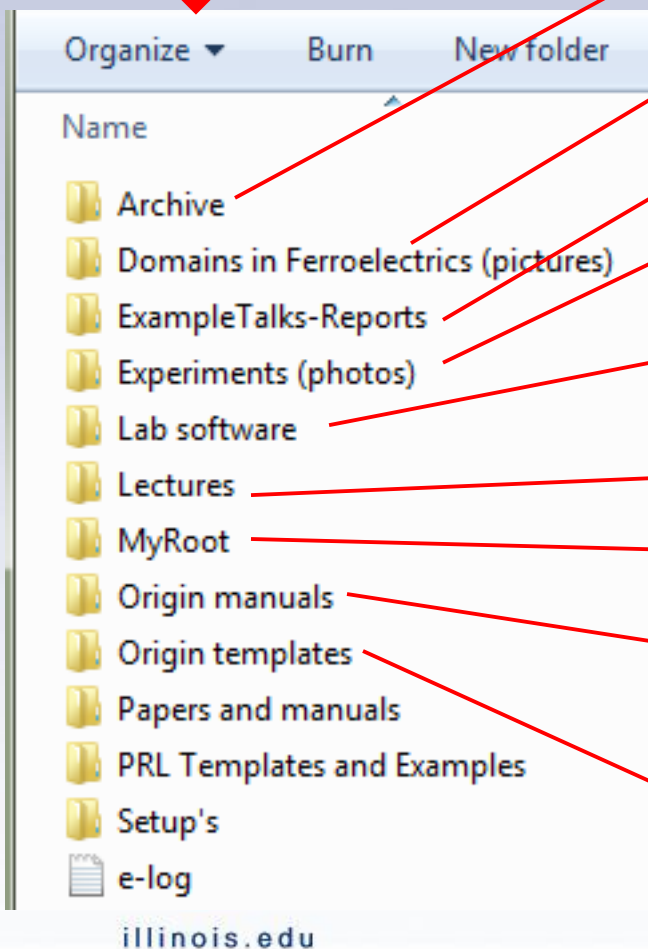 Organize Burn New folder
Name
Archive
Domains in Ferroelectrics (pictures)
ExampleTalks-Reports
Experiments (photos)
Lab software
Lectures
MyRoot
Origin manuals
Origin templates
Papers and manuals
PRL Templates and Examples
Setup's
e-log
illinois.edu